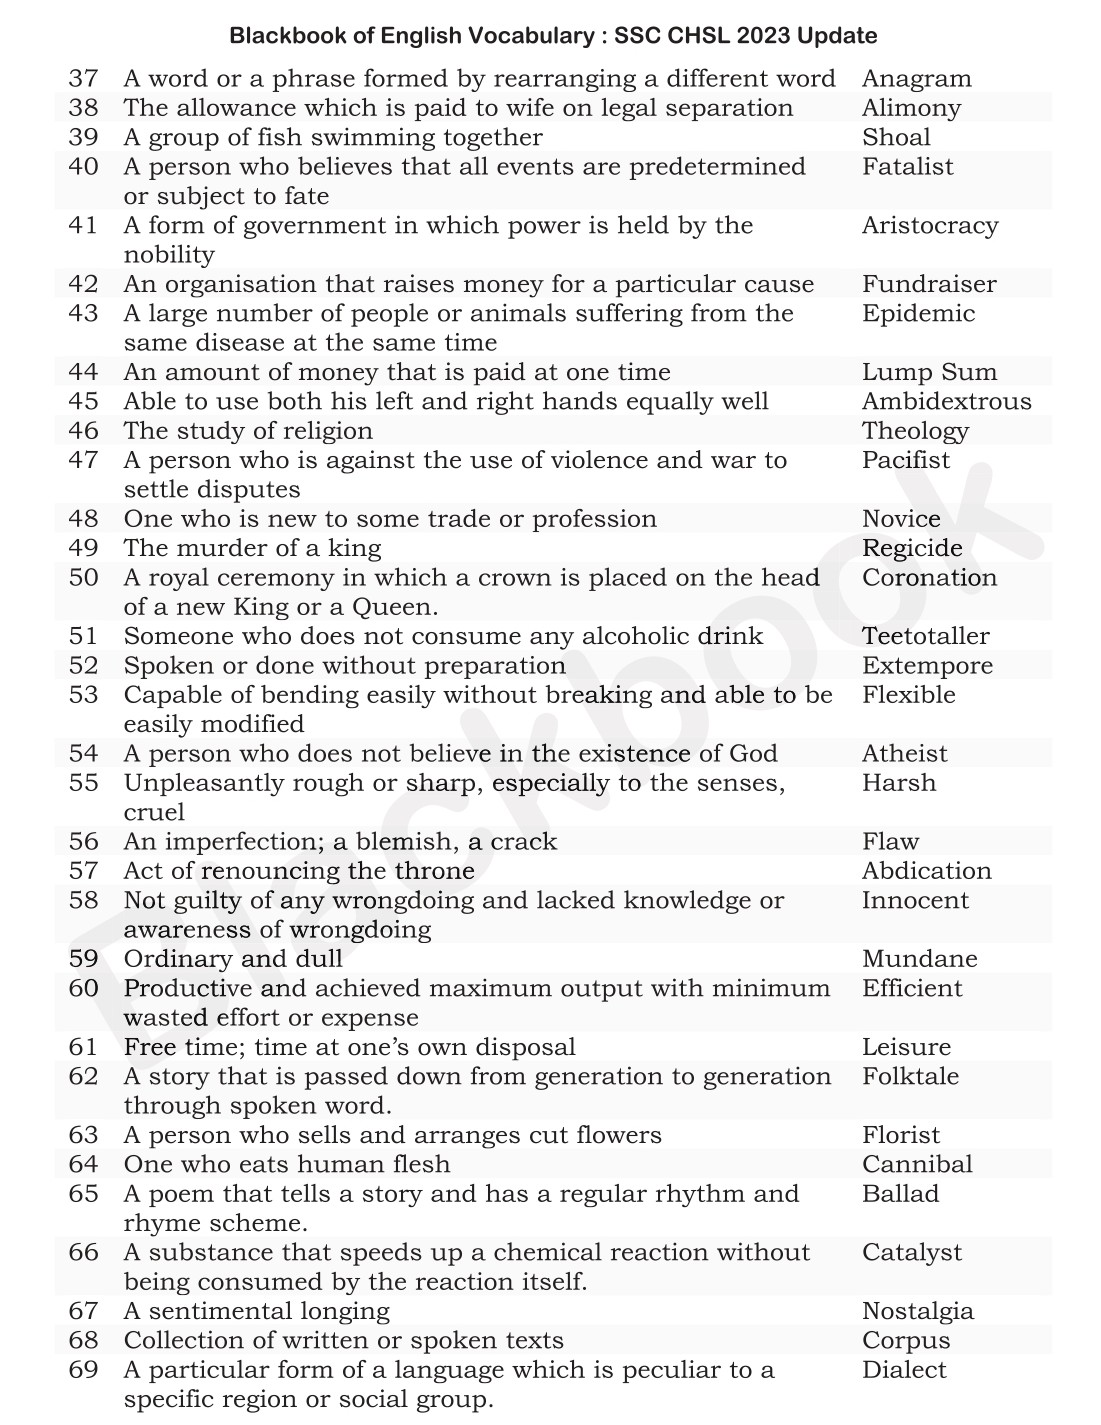 Blackbook of English Vocabulary : SSC CHSL 2023 Update
37 A word or a phrase formed by rearranging a different word Anagram
38 The allowance which is paid to wife on legal separation Alimony
39 A group of fish swimming together Shoal
40 A person who believes that all events are predetermined Fatalist
or subject to fate
41 A form of government in which power is held by the Aristocracy
nobility
42 An organisation that raises money for a particular cause Fundraiser
43 A large number of people or animals suffering from the Epidemic
same disease at the same time
44 An amount of money that is paid at one time Lump Sum
45 Able to use both his left and right hands equally well Ambidextrous
46 The study of religion Theology
47 A person who is against the use of violence and war to Pacifist
settle disputes
48 One who is new to some trade or profession Novice
49 The murder of a king Regicide
50 A royal ceremony in which a crown is placed on the head Coronation
of a new King or a Queen.
51 Someone who does not consume any alcoholic drink Teetotaller
52 Spoken or done without preparation Extempore
53 Capable of bending easily without breaking and able to be Flexible
easily modified
54 A person who does not believe in the existence of God Atheist
55 Unpleasantly rough or sharp, especially to the senses, Harsh
cruel
56 An imperfection; a blemish, a crack Flaw
57 Act of renouncing the throne Abdication
58 Not guilty of any wrongdoing and lacked knowledge or Innocent
awareness of wrongdoing
59 Ordinary and dull Mundane
60 Productive and achieved maximum output with minimum Efficient
wasted effort or expense
61 Free time; time at one’s own disposal Leisure
62 A story that is passed down from generation to generation Folktale
through spoken word.
63 A person who sells and arranges cut flowers Florist
64 One who eats human flesh Cannibal
65 A poem that tells a story and has a regular rhythm and Ballad
rhyme scheme.
66 A substance that speeds up a chemical reaction without Catalyst
being consumed by the reaction itself.
67 A sentimental longing Nostalgia
68 Collection of written or spoken texts Corpus
69 A particular form of a language which is peculiar to a Dialect
specific region or social group.
Blackbook